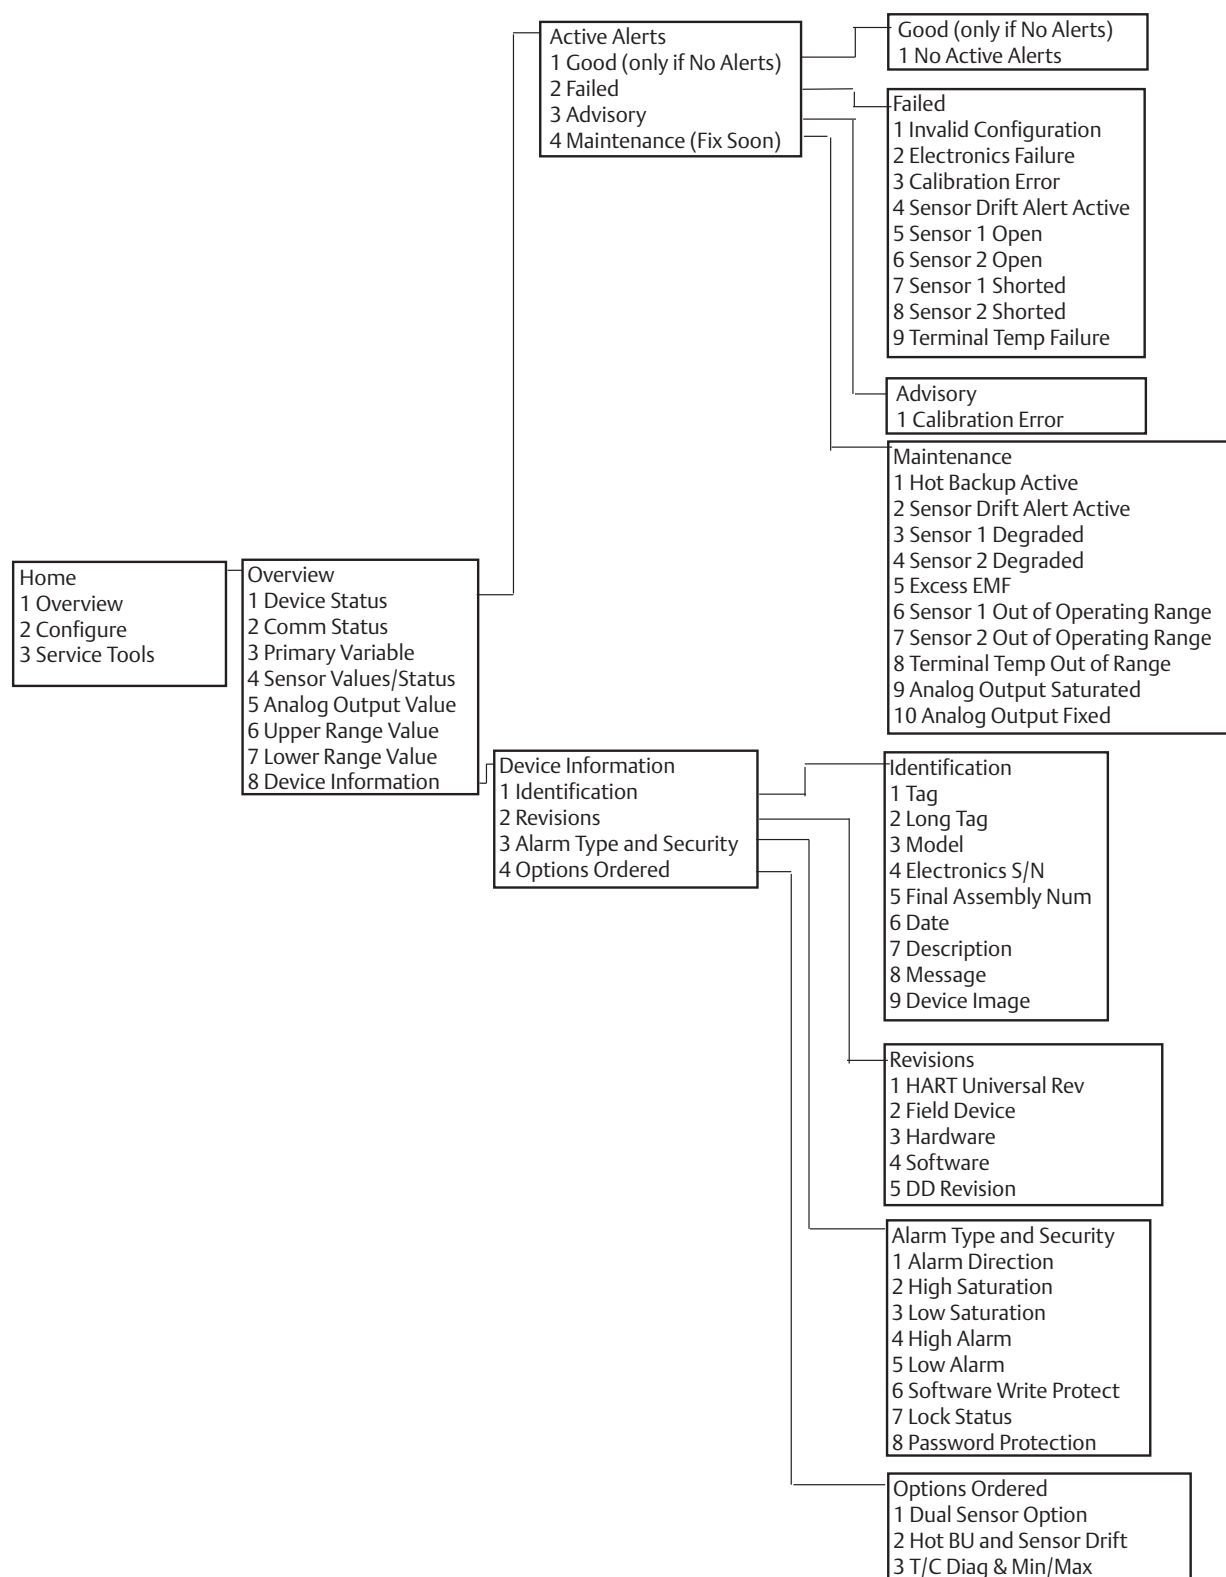 Home
1 Overview
2 Configure
3 Service Tools
Overview
1 Device Status
2 Comm Status
3 Primary Variable
4 Sensor Values/Status
5 Analog Output Value
6 Upper Range Value
7 Lower Range Value
8 Device Information
Active Alerts
1 Good (only if No Alerts)
2 Failed
3 Advisory
4 Maintenance (Fix Soon)
Good (only if No Alerts)
1 No Active Alerts
Failed
1 Invalid Configuration
2 Electronics Failure
3 Calibration Error
4 Sensor Drift Alert Active
5 Sensor 1 Open
6 Sensor 2 Open
7 Sensor 1 Shorted
8 Sensor 2 Shorted
9 Terminal Temp Failure
Advisory
1 Calibration Error
Maintenance
1 Hot Backup Active
2 Sensor Drift Alert Active
3 Sensor 1 Degraded
4 Sensor 2 Degraded
5 Excess EMF
6 Sensor 1 Out of Operating Range
7 Sensor 2 Out of Operating Range
8 Terminal Temp Out of Range
9 Analog Output Saturated
10 Analog Output Fixed
Device Information
1 Identification
2 Revisions
3 Alarm Type and Security
4 Options Ordered
Identification
1 Tag
2 Long Tag
3 Model
4 Electronics S/N
5 Final Assembly Num
6 Date
7 Description
8 Message
9 Device Image
Revisions
1 HART Universal Rev
2 Field Device
3 Hardware
4 Software
5 DD Revision
Alarm Type and Security
1 Alarm Direction
2 High Saturation
3 Low Saturation
4 High Alarm
5 Low Alarm
6 Software Write Protect
7 Lock Status
8 Password Protection
Options Ordered
1 Dual Sensor Option
2 Hot BU and Sensor Drift
3 T/C Diag & Min/Max